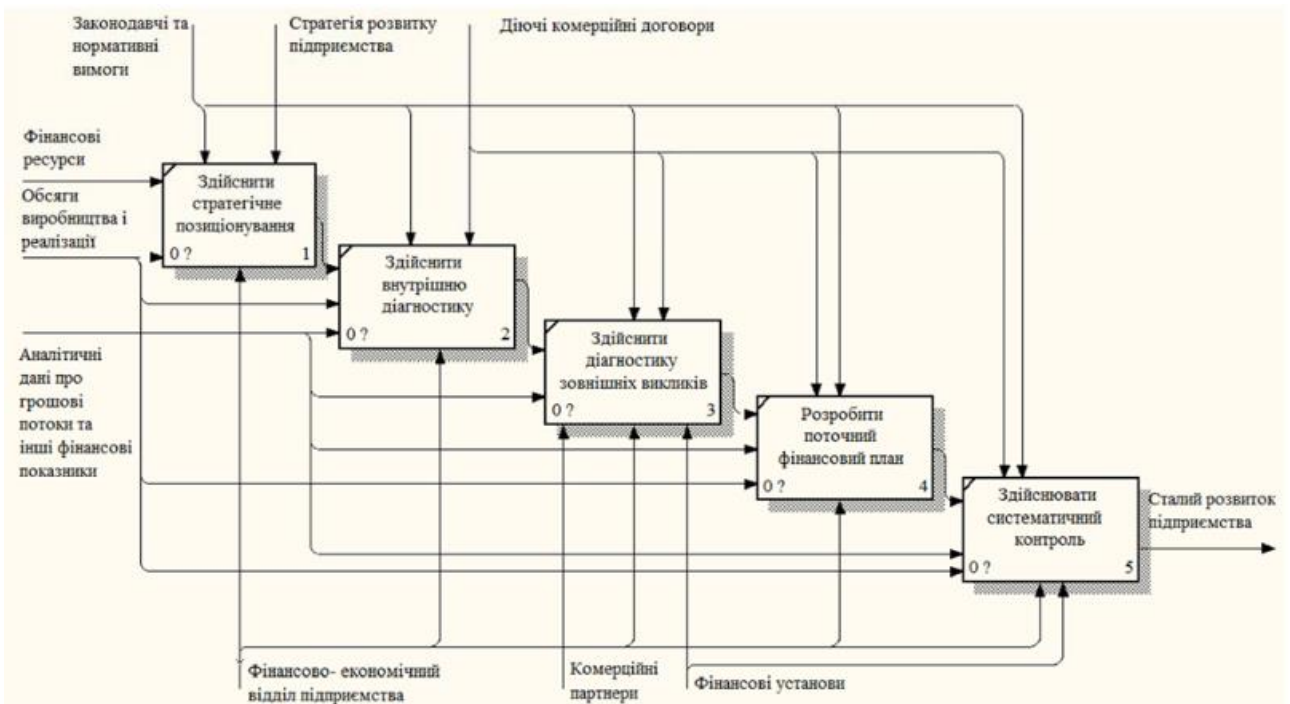 Законодавчі та
нормативні
вимоги
Стратегія розвитку
підприємства
Діючі комерційні договори
Фінансові
ресурси
Обсяги
виробництва і
реалізації
Аналітичні
дані про
грошові
потоки та
інші фінансові
показники
Здійснити
стратегічне
позиціонування
0 ? 1
Здійснити
внутрішню
діагностику
0 ? 2
Здійснити
діагностику
зовнішніх викликів
0 ? 3
Розробити
поточний
фінансовий план
0 ? 4
Здійснювати
систематичний
контроль
0 ? 5
Сталий розвиток
підприємства
Фінансово- економічний
відділ підприємства
Комерційні
партнери
Фінансові установи